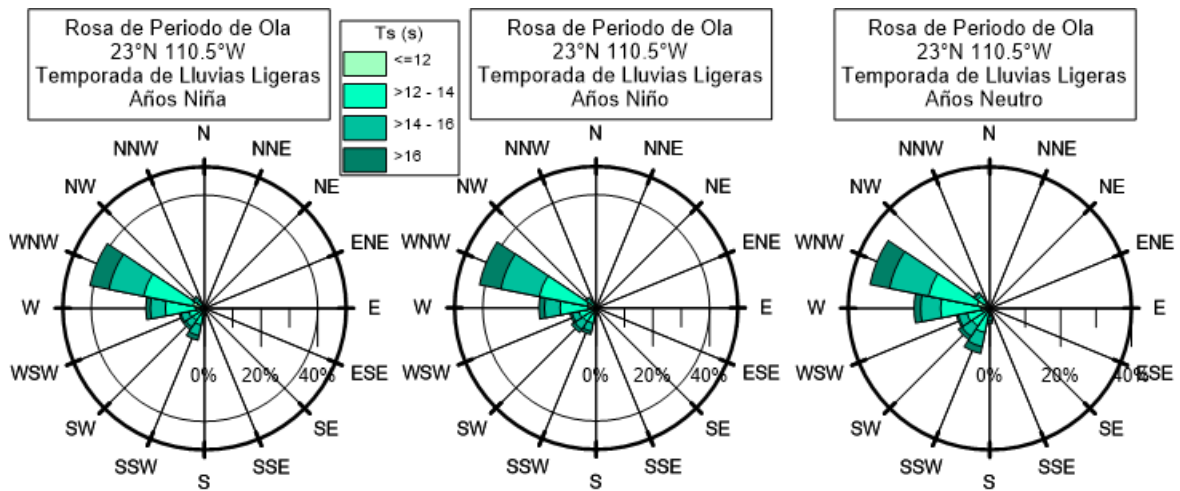 Rosa de Periodo de Ola
23°N 110.5°W
Temporada de Lluvias Ligeras
Años Niña
Ts (s)
<=12
>12 - 14
>14 - 16
>16
Rosa de Periodo de Ola
23°N 110.5°W
Temporada de Lluvias Ligeras
Años Niño
Rosa de Periodo de Ola
23°N 110.5°W
Temporada de Lluvias Ligeras
Años Neutro
N
NNE
NE
ENE
E
ESE
SE
SSE
S
SSW
SW
WSW
W
WNW
NW
NNW
0% 20% 40%
N
NNE
NE
ENE
E
ESE
SE
SSE
S
SSW
SW
WSW
W
WNW
NW
NNW
0% 20% 40%
N
NNE
NE
ENE
E
ESE
SE
SSE
S
SSW
SW
WSW
W
WNW
NW
NNW
0% 20% 40%